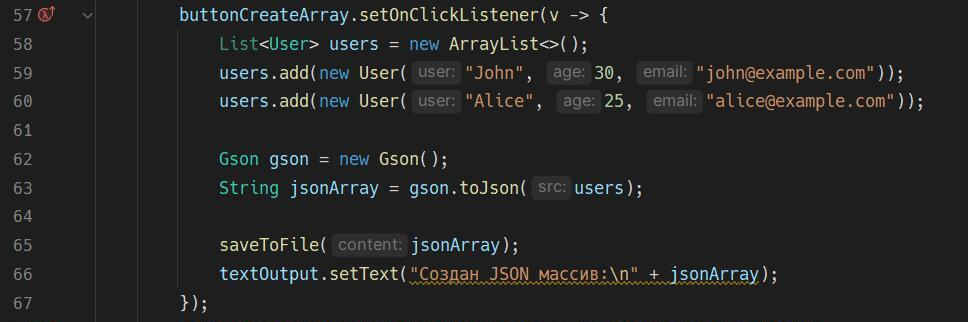 57 buttonCreateArray.setOnClickListener(v -> {
58 List<User> users = new ArrayList<>();
59 users.add(new User( user: "John", age: 30, email: "john@example.com"));
60 users.add(new User( user: "Alice", age: 25, email: "alice@example.com"));
61
62 Gson gson = new Gson();
63 String jsonArray = gson.toJson( src: users);
64
65 saveToFile( content: jsonArray);
66 textOutput.setText("Создан JSON массив:\n" + jsonArray);
67 });